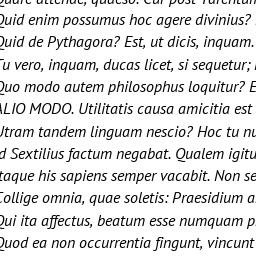 Quare attende, quaeso. Cur post Tarentum
Quid enim possumus hoc agere divinius?
Quid de Pythagora? Est, ut dicis, inquam.
Tu vero, inquam, ducas licet, si sequetur;
Quo modo autem philosophus loquitur?
ALIO MODO. Utilitatis causa amicitia est
Utram tandem linguam nescio? Hoc tu
Id Sextilius factum negabat. Qualem
Itaque his sapiens semper vacabit. Non
Collige omnia, quae soletis: Praesidium
Qui ita affectus, beatum esse numquam
Quod ea non occurrentia fingunt, vincunt